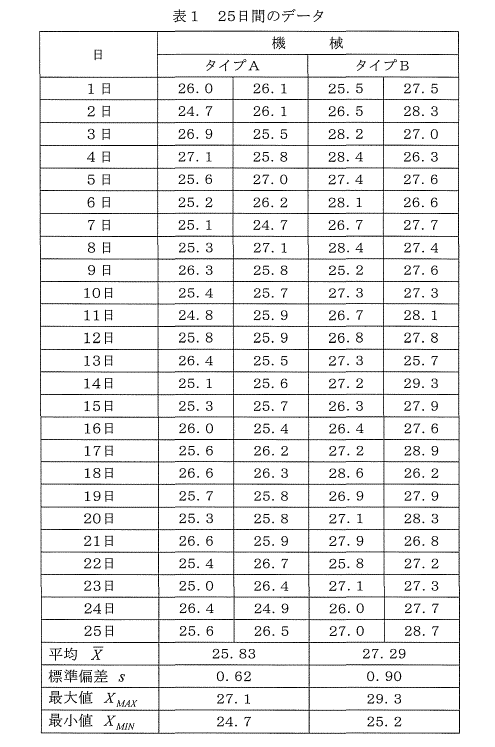 表1 25日間のデータ
日 機 械
タイプA タイプB
1日 26.0 26.1 25.5 27.5
2日 24.7 26.1 26.5 28.3
3日 26.9 25.5 28.2 27.0
4日 27.1 25.8 28.4 26.3
5日 25.6 27.0 27.4 27.6
6日 25.2 26.2 28.1 26.6
7日 25.1 24.7 26.7 27.7
8日 25.3 27.1 28.4 27.4
9日 26.3 25.8 25.2 27.6
10日 25.4 25.7 27.3 27.3
11日 24.8 25.9 26.7 28.1
12日 25.8 25.9 26.8 27.8
13日 26.4 25.5 27.3 25.7
14日 25.1 25.6 27.2 29.3
15日 25.3 25.7 26.3 27.9
16日 26.0 25.4 26.4 27.6
17日 25.6 26.2 27.2 28.9
18日 26.6 26.3 28.6 26.2
19日 25.7 25.8 26.9 27.9
20日 25.3 25.8 27.1 28.3
21日 26.6 25.9 27.9 26.8
22日 25.4 26.7 25.8 27.2
23日 25.0 26.4 27.1 27.3
24日 26.4 24.9 26.0 27.7
25日 25.6 26.5 27.0 28.7
平均 X̄ 25.83 27.29
標準偏差 s 0.62 0.90
最大値 X_MAX 27.1 29.3
最小値 X_MIN 24.7 25.2